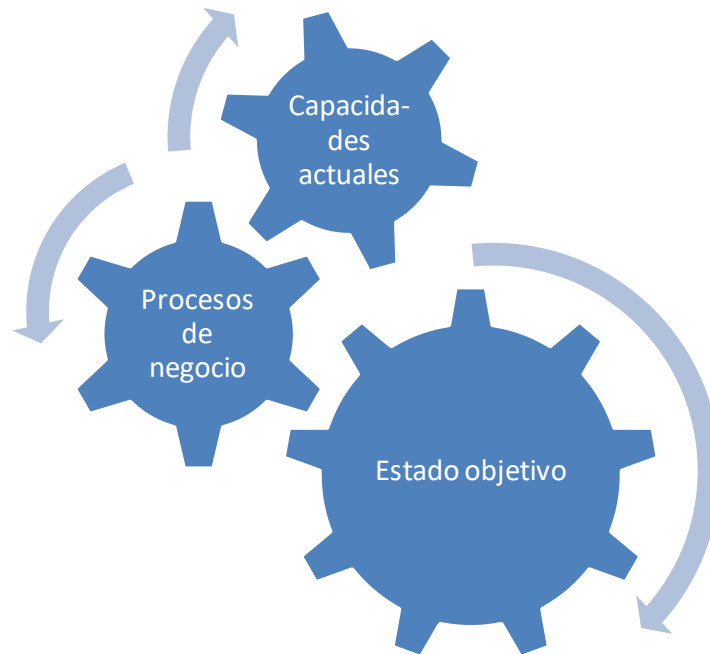 Capacida-
des
actuales
Procesos
de
negocio
Estado objetivo